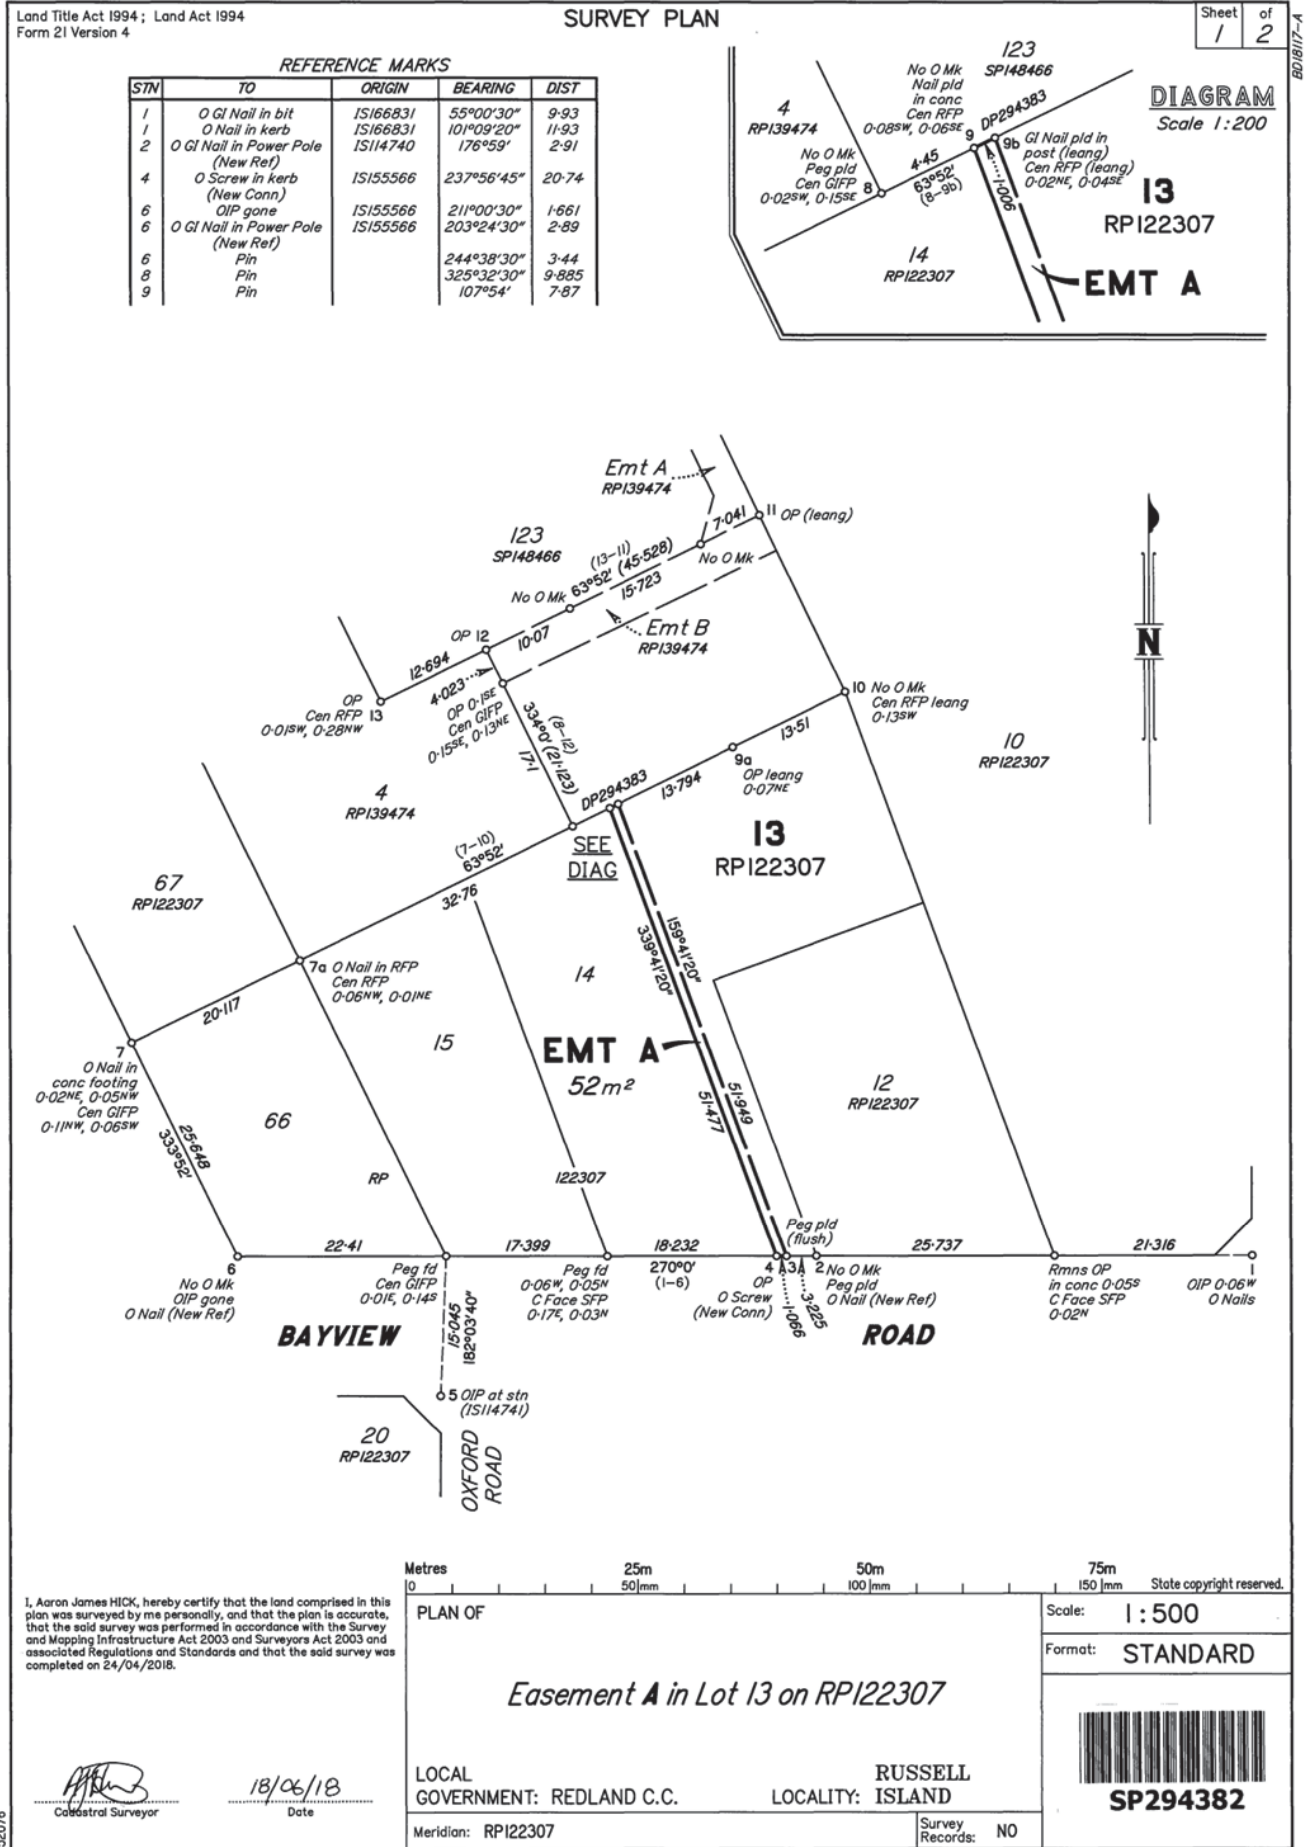 Land Title Act 1994 ; Land Act 1994
Form 21 Version 4
SURVEY PLAN
Sheet 1 of 2
BD18117-A
REFERENCE MARKS
STN TO ORIGIN BEARING DIST
1 O GI Nail in bit IS166831 55°00'30" 9·93
1 O Nail in kerb IS166831 101°09'20" 11·93
2 O GI Nail in Power Pole IS114740 176°59' 2·91
(New Ref)
4 O Screw in kerb IS155566 237°56'45" 20·74
(New Conn)
6 OIP gone IS155566 211°00'30" 1·661
6 O GI Nail in Power Pole IS155566 203°24'30" 2·89
(New Ref)
6 Pin 244°38'30" 3·44
8 Pin 325°32'30" 9·885
9 Pin 107°54' 7·87
123
SP148466
DIAGRAM
Scale 1:200
No O Mk
Nail pld
in conc
Cen RFP
0·08SW, 0·06SE
9
DP294383
4
RP139474
No O Mk
Peg pld
Cen GIFP
0·02SW, 0·15SE
8
4·45
63°52'
(8-9b)
9b
GI Nail pld in
post (leang)
Cen RFP (leang)
0·02NE, 0·04SE
1·006
13
RP122307
14
RP122307
EMT A
Emt A
RP139474
123
SP148466
7·041
11 OP (leang)
(13-11)
63°52' (45·528)
No O Mk
15·723
No O Mk
Emt B
RP139474
OP 12
10·07
12·694
4·023
OP
Cen RFP 13
0·01SW, 0·28NW
OP 0·1SE
Cen GIFP
0·15SE, 0·13NE
(8-12)
334°0' (21·123)
17·1
10 No O Mk
Cen RFP leang
0·13SW
13·51
9a
OP leang
0·07NE
10
RP122307
DP294383
13·794
4
RP139474
SEE
DIAG
13
RP122307
(7-10)
63°52'
32·76
67
RP122307
7a O Nail in RFP
Cen RFP
0·06NW, 0·01NE
20·117
14
159°41'20"
339°41'20"
15
EMT A
52m²
51·949
51·477
12
RP122307
7
O Nail in
conc footing
0·02NE, 0·05NW
Cen GIFP
0·11NW, 0·06SW
25·648
333°52'
66
RP
122307
Peg pld
(flush)
22·41
17·399
18·232
270°0'
(1-6)
25·737
21·316
6
No O Mk
OIP gone
O Nail (New Ref)
Peg fd
Cen GIFP
0·01E, 0·14S
Peg fd
0·06W, 0·05N
C Face SFP
0·17E, 0·03N
4
OP
O Screw
(New Conn)
3
1·066
3·225
2 No O Mk
Peg pld
O Nail (New Ref)
Rmns OP
in conc 0·05S
C Face SFP
0·02N
1
OIP 0·06W
O Nails
BAYVIEW
ROAD
15·045
182°03'40"
5 OIP at stn
(IS114741)
20
RP122307
OXFORD
ROAD
Metres 25m 50m 75m
0 50 mm 100 mm 150 mm State copyright reserved.
I, Aaron James HICK, hereby certify that the land comprised in this
plan was surveyed by me personally, and that the plan is accurate,
that the said survey was performed in accordance with the Survey
and Mapping Infrastructure Act 2003 and Surveyors Act 2003 and
associated Regulations and Standards and that the said survey was
completed on 24/04/2018.
18/06/18
Cadastral Surveyor Date
PLAN OF
Easement A in Lot 13 on RP122307
LOCAL
GOVERNMENT: REDLAND C.C.
LOCALITY: RUSSELL
ISLAND
Meridian: RP122307
Survey
Records: NO
Scale: 1:500
Format: STANDARD
SP294382